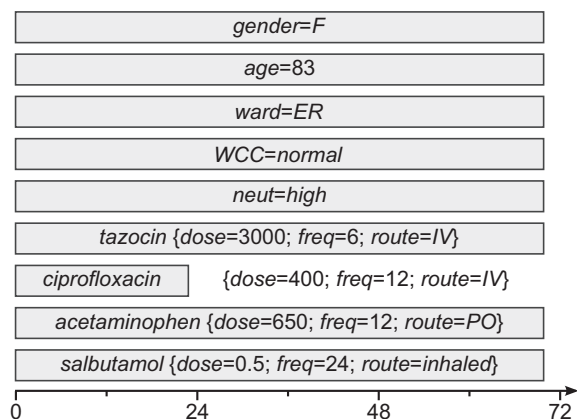 gender=F
age=83
ward=ER
WCC=normal
neut=high
tazocin {dose=3000; freq=6; route=IV}
ciprofloxacin {dose=400; freq=12; route=IV}
acetaminophen {dose=650; freq=12; route=PO}
salbutamol {dose=0.5; freq=24; route=inhaled}
0 24 48 72